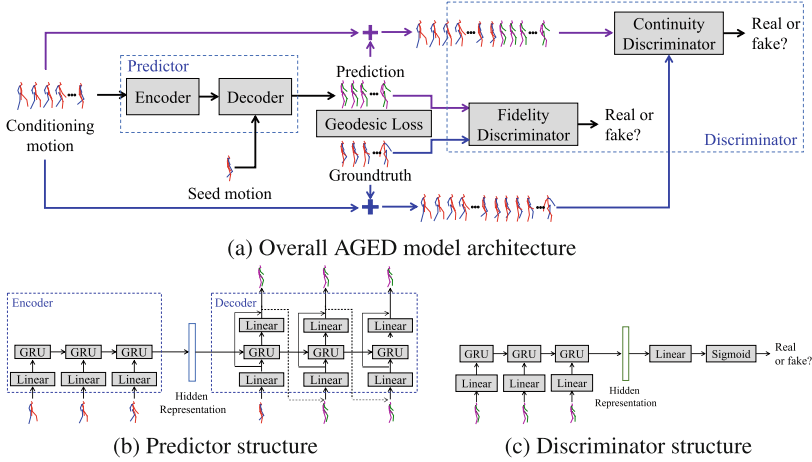 Continuity
Discriminator
Real or
fake?
Predictor
Prediction
Encoder
Decoder
Conditioning
motion
Geodesic Loss
Fidelity
Discriminator
Real or
fake?
Discriminator
Seed motion
Groundtruth
(a) Overall AGED model architecture
Encoder
Decoder
Linear
Linear
Linear
GRU
GRU
GRU
GRU
GRU
GRU
Linear
Linear
Linear
Linear
Linear
Linear
Hidden
Representation
(b) Predictor structure
GRU
GRU
GRU
Linear
Sigmoid
Real
or fake?
Linear
Linear
Linear
Hidden
Representation
(c) Discriminator structure